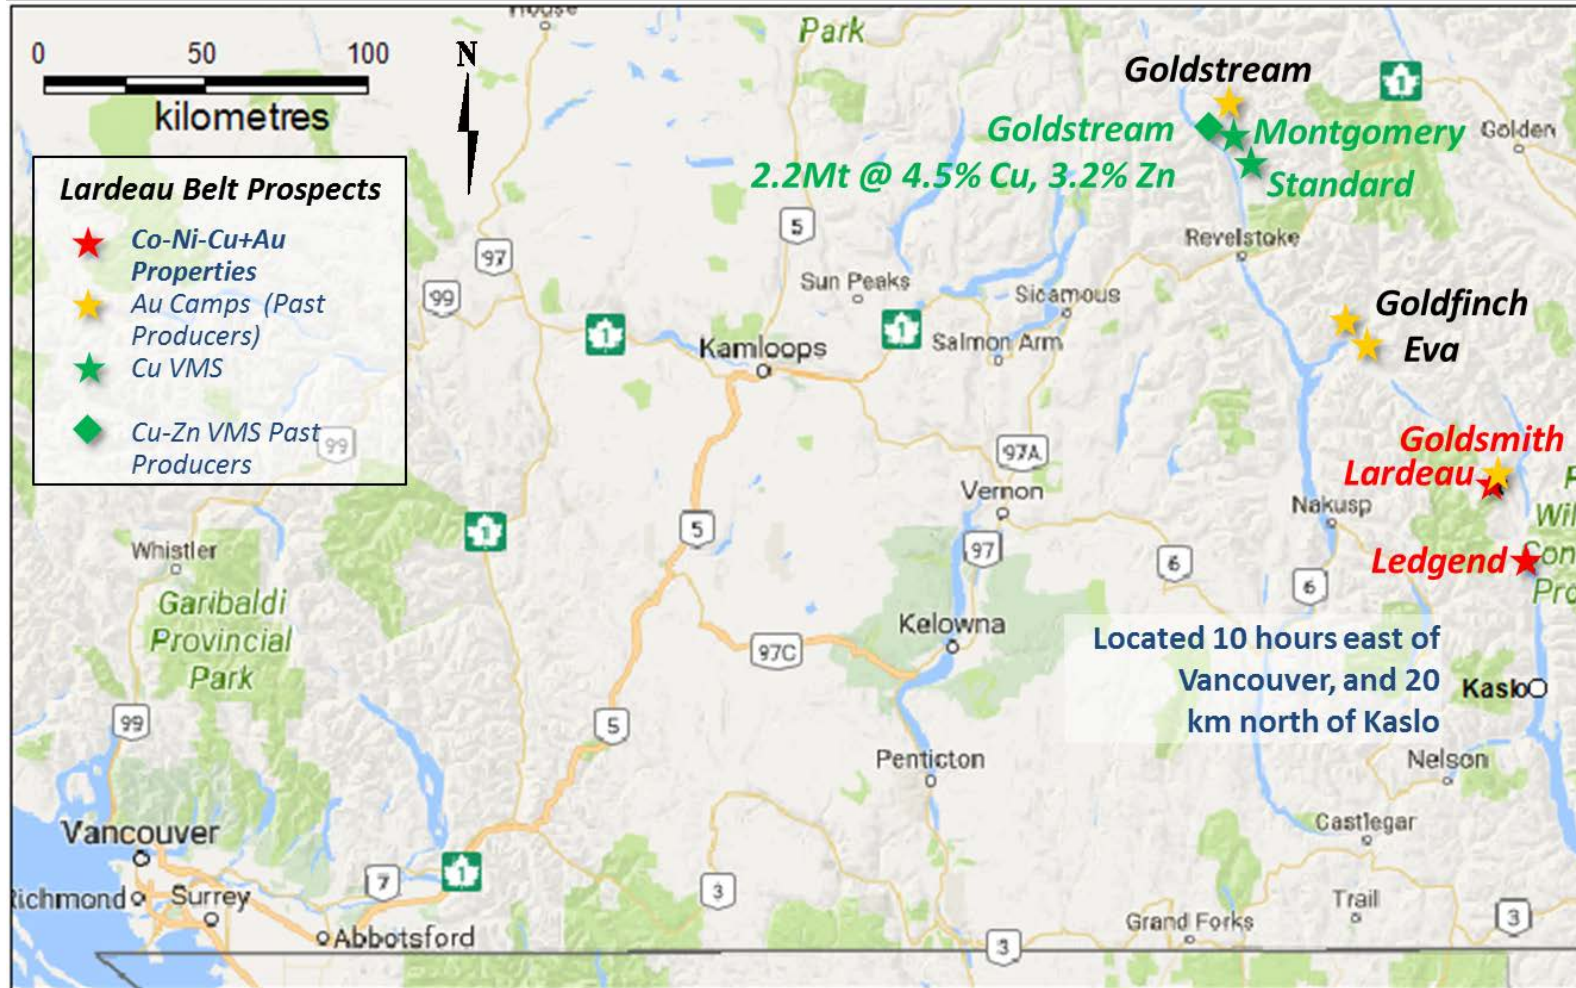 House
Park
0 50 100
kilometres
N
Lardeau Belt Prospects
Co-Ni-Cu+Au
Properties
Au Camps (Past
Producers)
Cu VMS
Cu-Zn VMS Past
Producers
99
Goldstream
1
Goldstream
2.2Mt @ 4.5% Cu, 3.2% Zn
Montgomery
Standard
Golden
Revelstoke
5
97
99
Sun Peaks
Sicamous
1
1
Kamloops
Salmon Arm
Goldfinch
Eva
Goldsmith
Lardeau
97A
Vernon
Nakusp
1
5
97
6
6
Ledgend
Whistler
Garibaldi
Provincial
Park
Kelowna
97C
Located 10 hours east of
Vancouver, and 20
km north of Kaslo
Kaslo
99
5
Penticton
Nelson
Castlegar
Vancouver
7
1
3
Richmond
Surrey
Abbotsford
3
Grand Forks
Trail
3